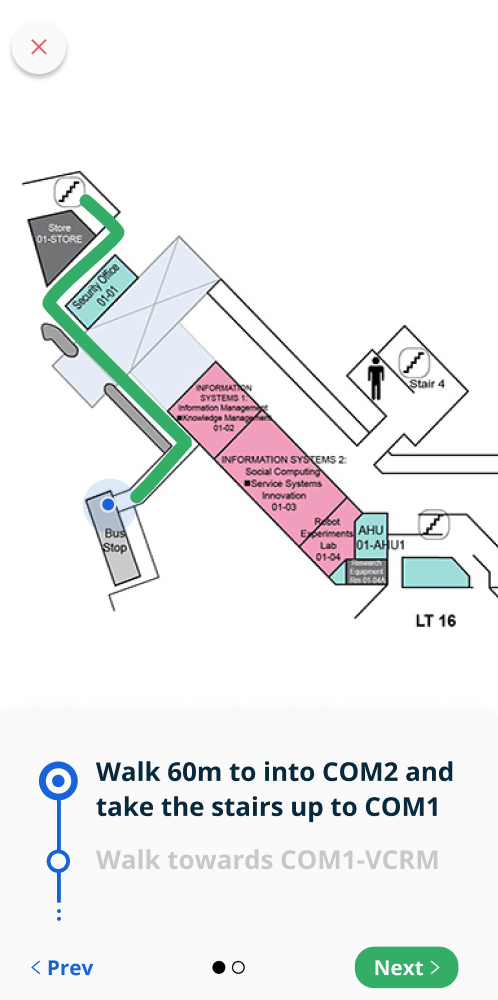 Store
01-STORE
Security Office
01-01
Stair 4
INFORMATION
SYSTEMS 1:
Information Management
■Knowledge Management
01-02
INFORMATION SYSTEMS 2:
Social Computing
■Service Systems
Innovation
01-03
Robot
Experiments
Lab
01-04
AHU
01-AHU1
Bus
Stop
Research
Equipment
Rm 01-04A
LT 16
Walk 60m to into COM2 and
take the stairs up to COM1
Walk towards COM1-VCRM
< Prev
Next >